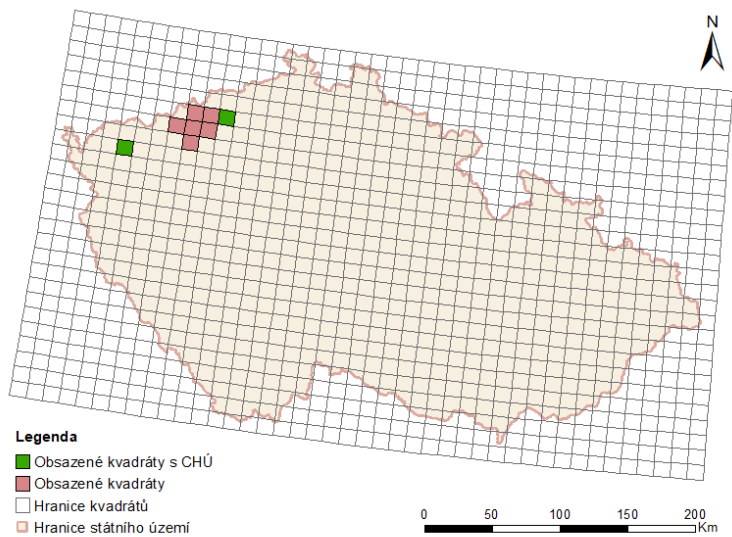 N
Legenda
Obsazené kvadráty s CHÚ
Obsazené kvadráty
Hranice kvadrátů
Hranice státního území
0 50 100 150 200
Km